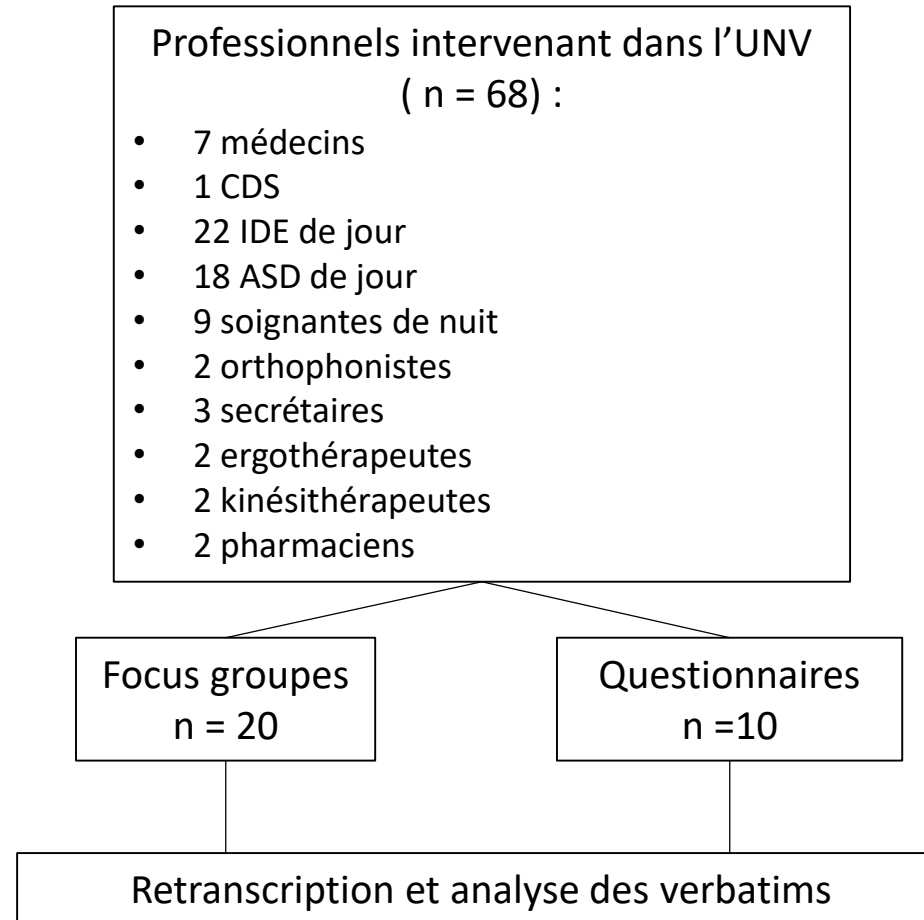 Professionnels intervenant dans l’UNV
( n = 68) :
• 7 médecins
• 1 CDS
• 22 IDE de jour
• 18 ASD de jour
• 9 soignantes de nuit
• 2 orthophonistes
• 3 secrétaires
• 2 ergothérapeutes
• 2 kinésithérapeutes
• 2 pharmaciens
Focus groupes
n = 20
Questionnaires
n =10
Retranscription et analyse des verbatims